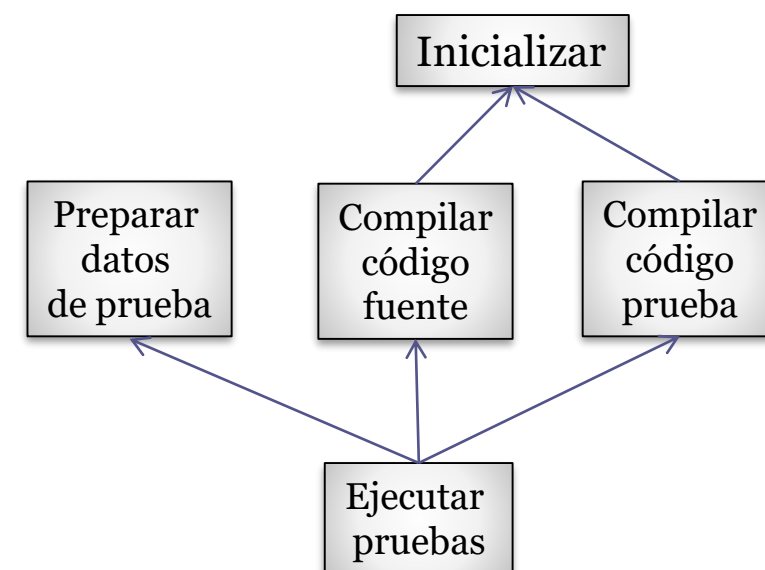 Inicializar
Preparar
datos
de prueba
Compilar
código
fuente
Compilar
código
prueba
Ejecutar
pruebas